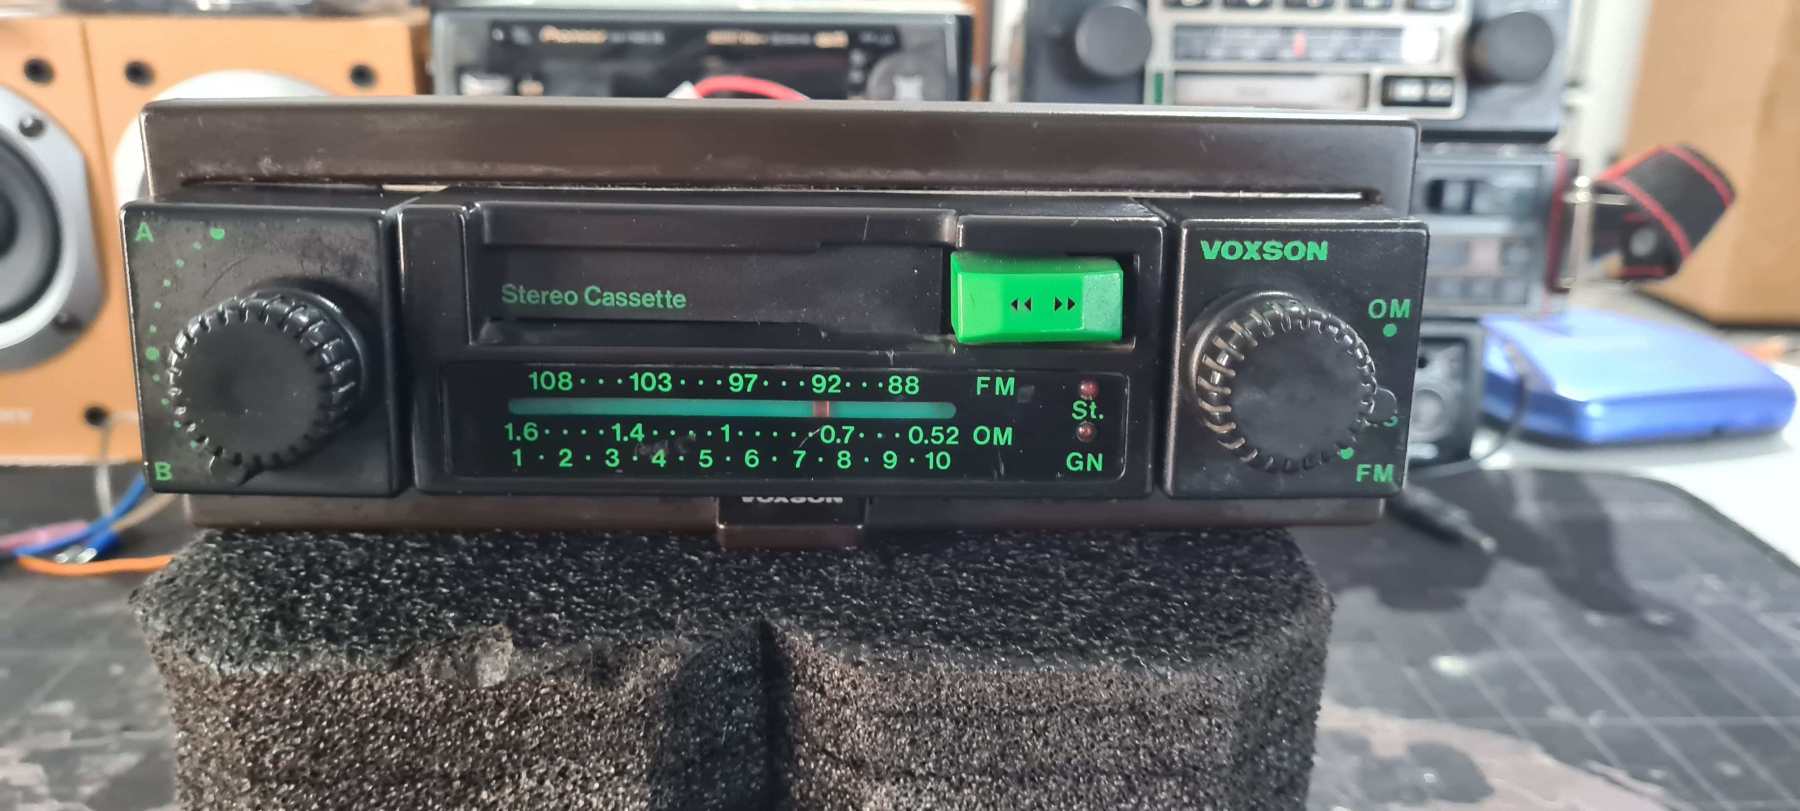 Pioneer
A
VOXSON
OM
Stereo Cassette
108···103···97···92···88 FM
St.
1.6····1.4····1·····0.7···0.52 OM
1·2·3·4·5·6·7·8·9·10
GN
B
FM
VOXSON